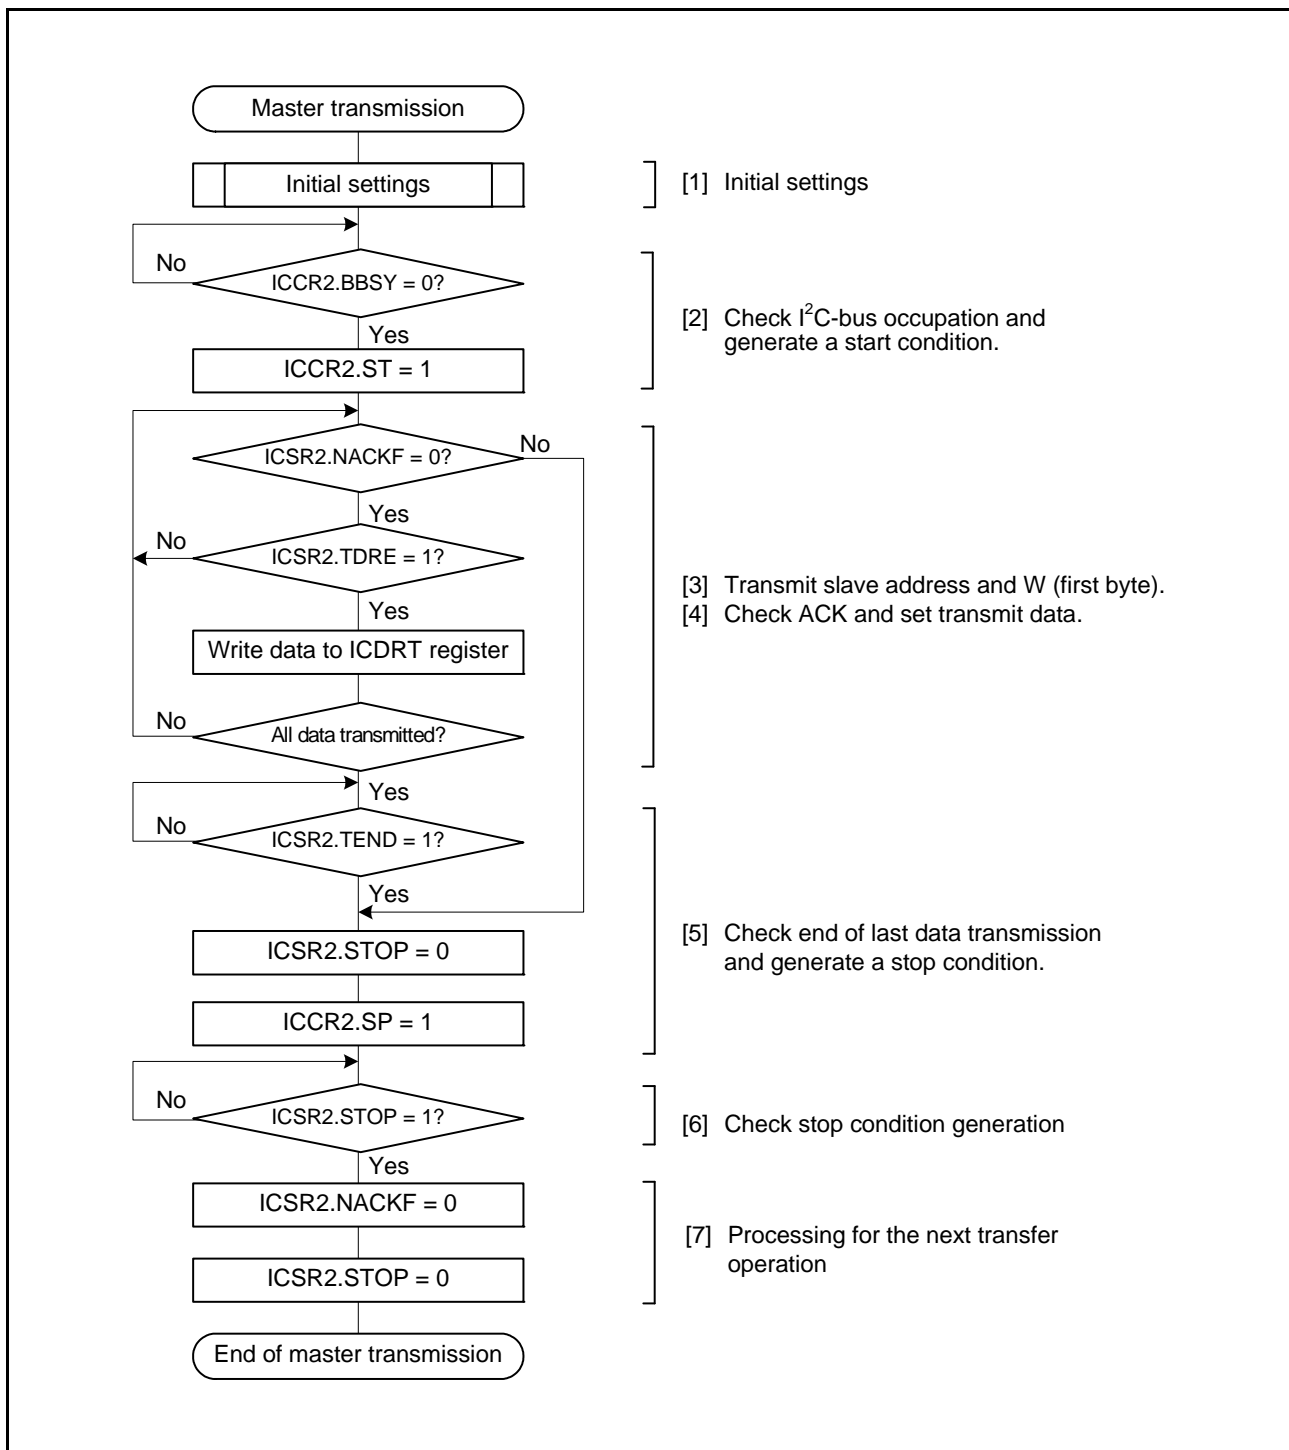 Master transmission
Initial settings
[1] Initial settings
No
ICCR2.BBSY = 0?
Yes
[2] Check I²C-bus occupation and
generate a start condition.
ICCR2.ST = 1
ICSR2.NACKF = 0?
No
Yes
No
ICSR2.TDRE = 1?
Yes
[3] Transmit slave address and W (first byte).
[4] Check ACK and set transmit data.
Write data to ICDRT register
No
All data transmitted?
Yes
No
ICSR2.TEND = 1?
Yes
ICSR2.STOP = 0
[5] Check end of last data transmission
and generate a stop condition.
ICCR2.SP = 1
No
ICSR2.STOP = 1?
[6] Check stop condition generation
Yes
ICSR2.NACKF = 0
[7] Processing for the next transfer
operation
ICSR2.STOP = 0
End of master transmission